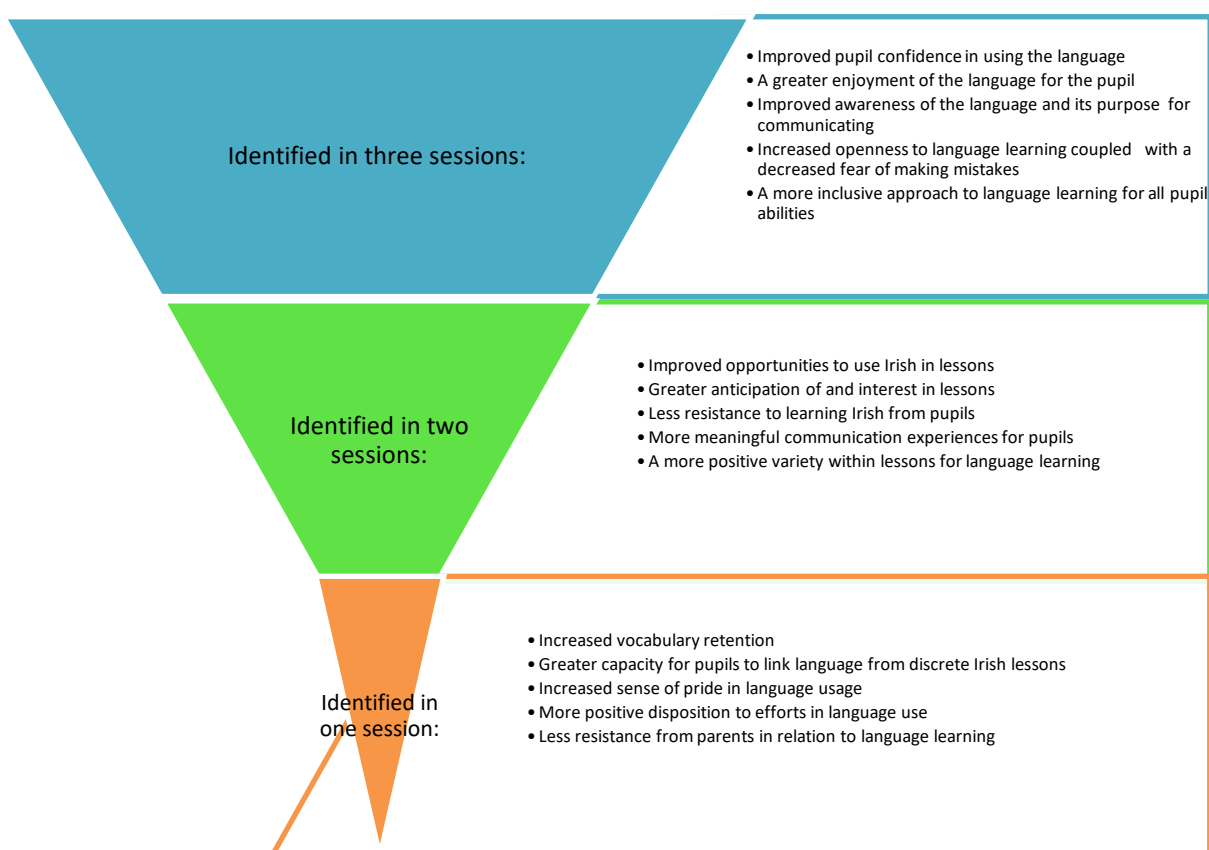 Identified in three sessions:
• Improved pupil confidence in using the language
• A greater enjoyment of the language for the pupil
• Improved awareness of the language and its purpose for
communicating
• Increased openness to language learning coupled with a
decreased fear of making mistakes
• A more inclusive approach to language learning for all pupil
abilities
Identified in two
sessions:
• Improved opportunities to use Irish in lessons
• Greater anticipation of and interest in lessons
• Less resistance to learning Irish from pupils
• More meaningful communication experiences for pupils
• A more positive variety within lessons for language learning
Identified in
one session:
• Increased vocabulary retention
• Greater capacity for pupils to link language from discrete Irish lessons
• Increased sense of pride in language usage
• More positive disposition to efforts in language use
• Less resistance from parents in relation to language learning